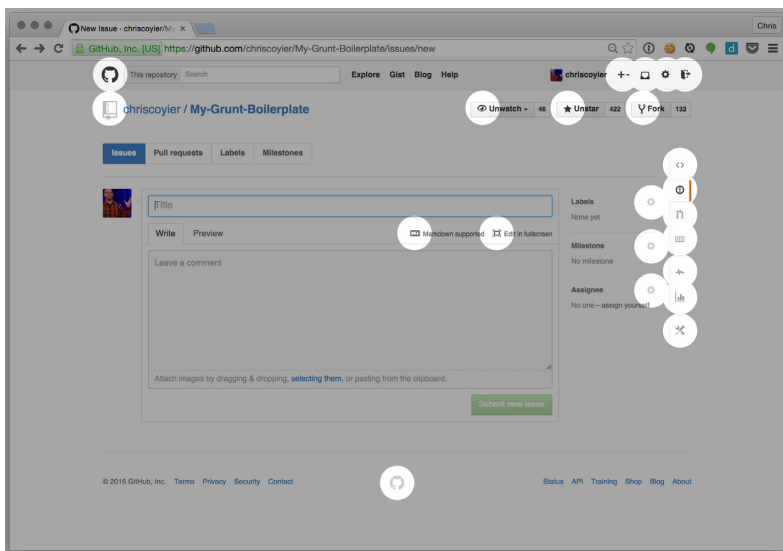 New Issue · chriscoyier/My
Chris
GitHub, Inc. [US] https://github.com/chriscoyier/My-Grunt-Boilerplate/issues/new
This repository Search Explore Gist Blog Help chriscoyier
chriscoyier / My-Grunt-Boilerplate Unwatch 46 Unstar 422 Fork 132
Issues Pull requests Labels Milestones
Title
Labels
None yet
Write Preview Markdown supported Edit in fullscreen
Milestone
No milestone
Leave a comment
Assignee
No one—assign yourself
Attach images by dragging & dropping, selecting them, or pasting from the clipboard.
Submit new issue
© 2015 GitHub, Inc. Terms Privacy Security Contact Status API Training Shop Blog About